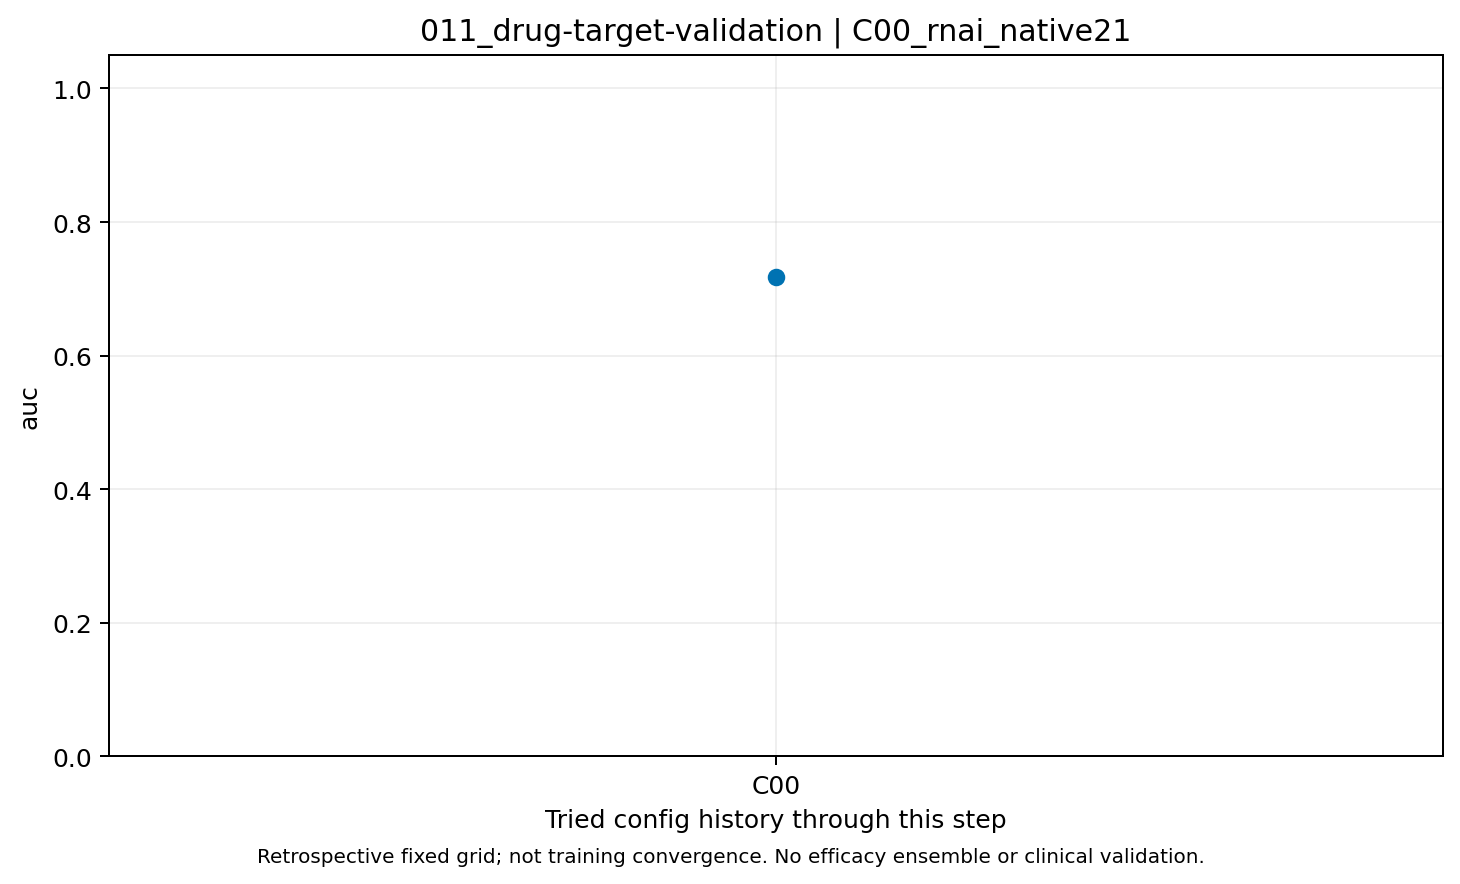 011_drug-target-validation | C00_rnai_native21
1.0
0.8
0.6
0.4
0.2
0.0
auc
C00
Tried config history through this step
Retrospective fixed grid; not training convergence. No efficacy ensemble or clinical validation.